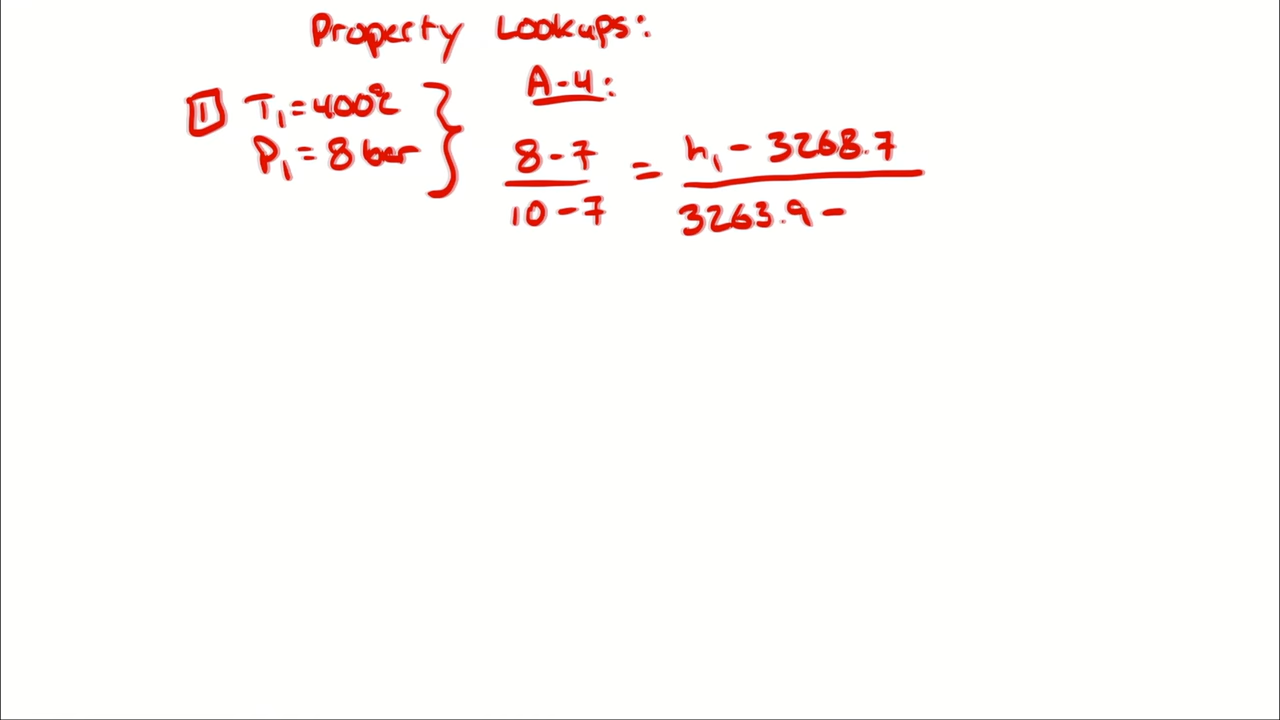 Property Lookups:
A-4:
1 T₁ = 400°C
P₁ = 8 bar
8 - 7 = h₁ - 3268.7
10 - 7 3263.9 -